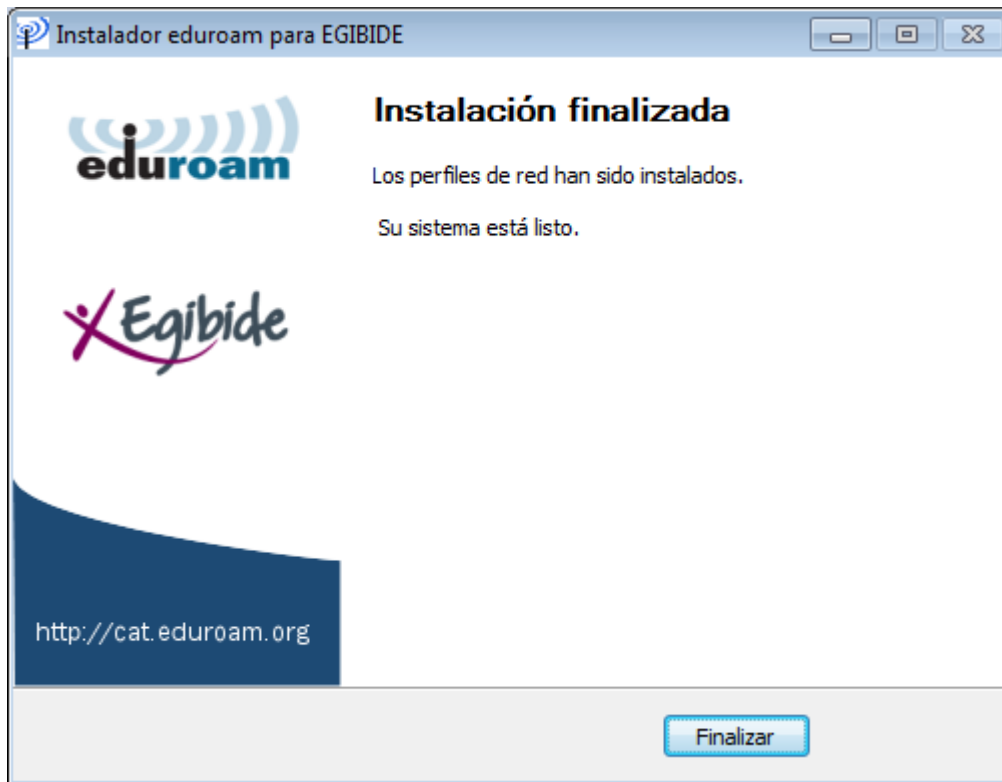 Instalador eduroam para EGIBIDE
eduroam
Instalación finalizada
Los perfiles de red han sido instalados.
Su sistema está listo.
Egibide
http://cat.eduroam.org
Finalizar